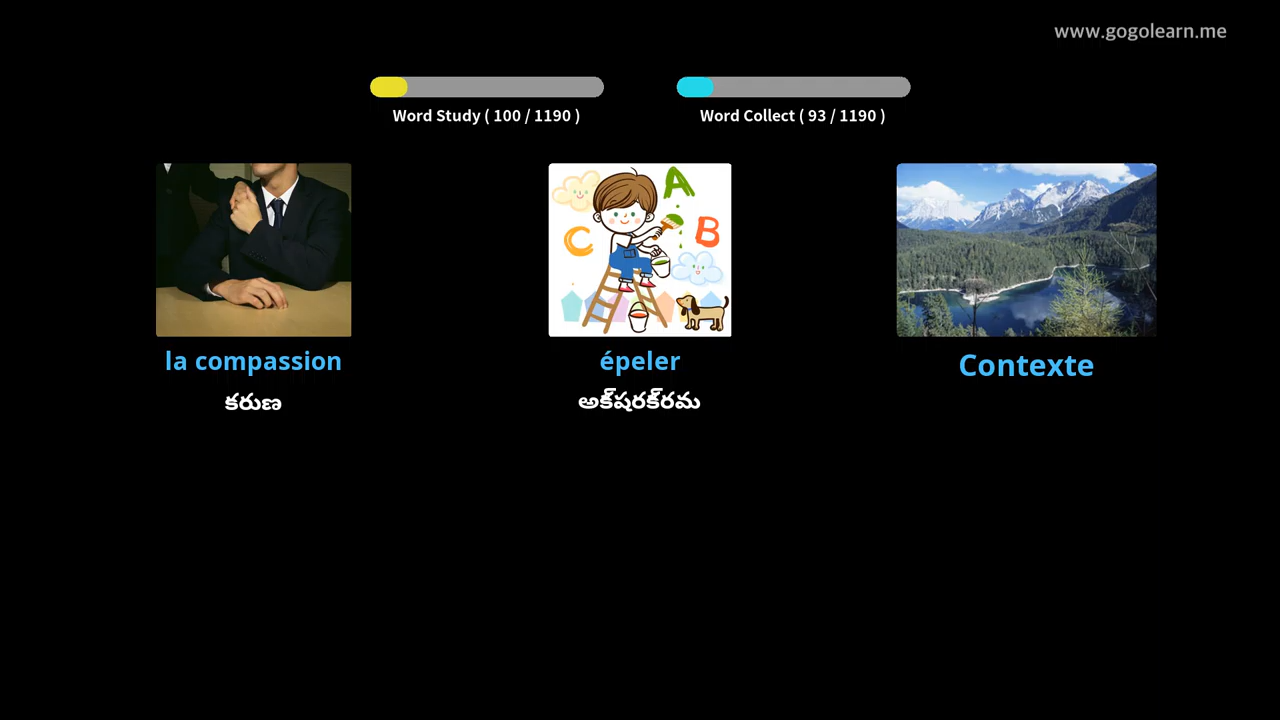 www.gogolearn.me
Word Study ( 100 / 1190 )
Word Collect ( 93 / 1190 )
A
B
C
la compassion
కరుణ
épeler
అక్‌షరక్‌రమ
Contexte